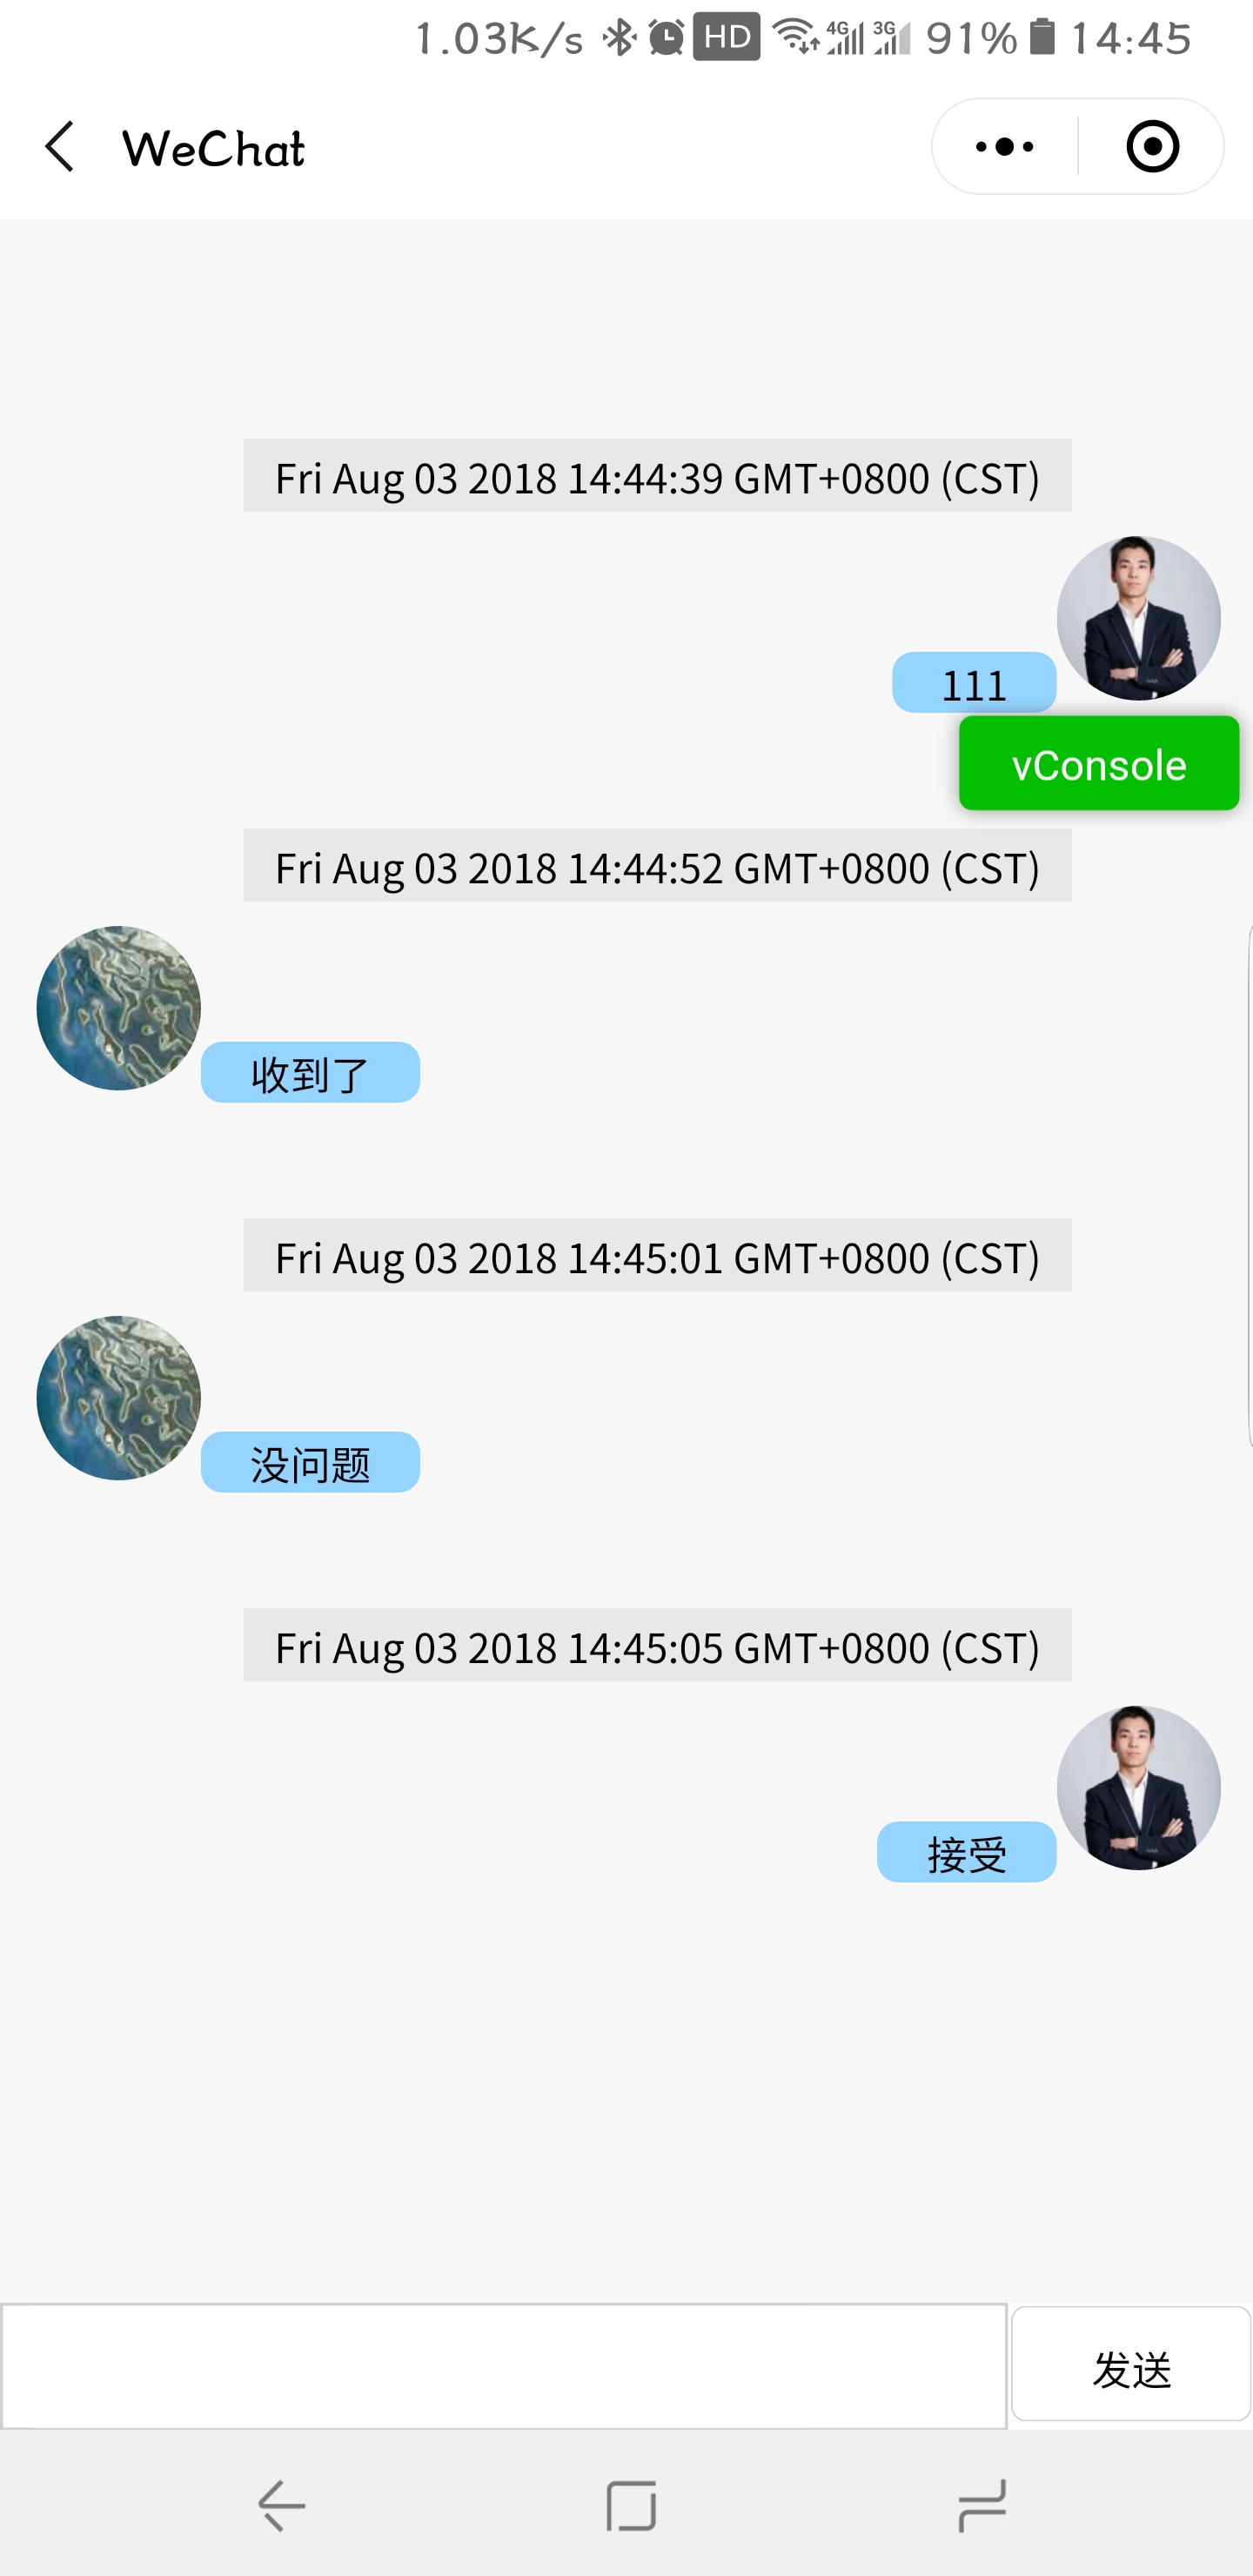 1.03K/s HD 4G 3G 91% 14:45
WeChat
Fri Aug 03 2018 14:44:39 GMT+0800 (CST)
111
vConsole
Fri Aug 03 2018 14:44:52 GMT+0800 (CST)
收到了
Fri Aug 03 2018 14:45:01 GMT+0800 (CST)
没问题
Fri Aug 03 2018 14:45:05 GMT+0800 (CST)
接受
发送